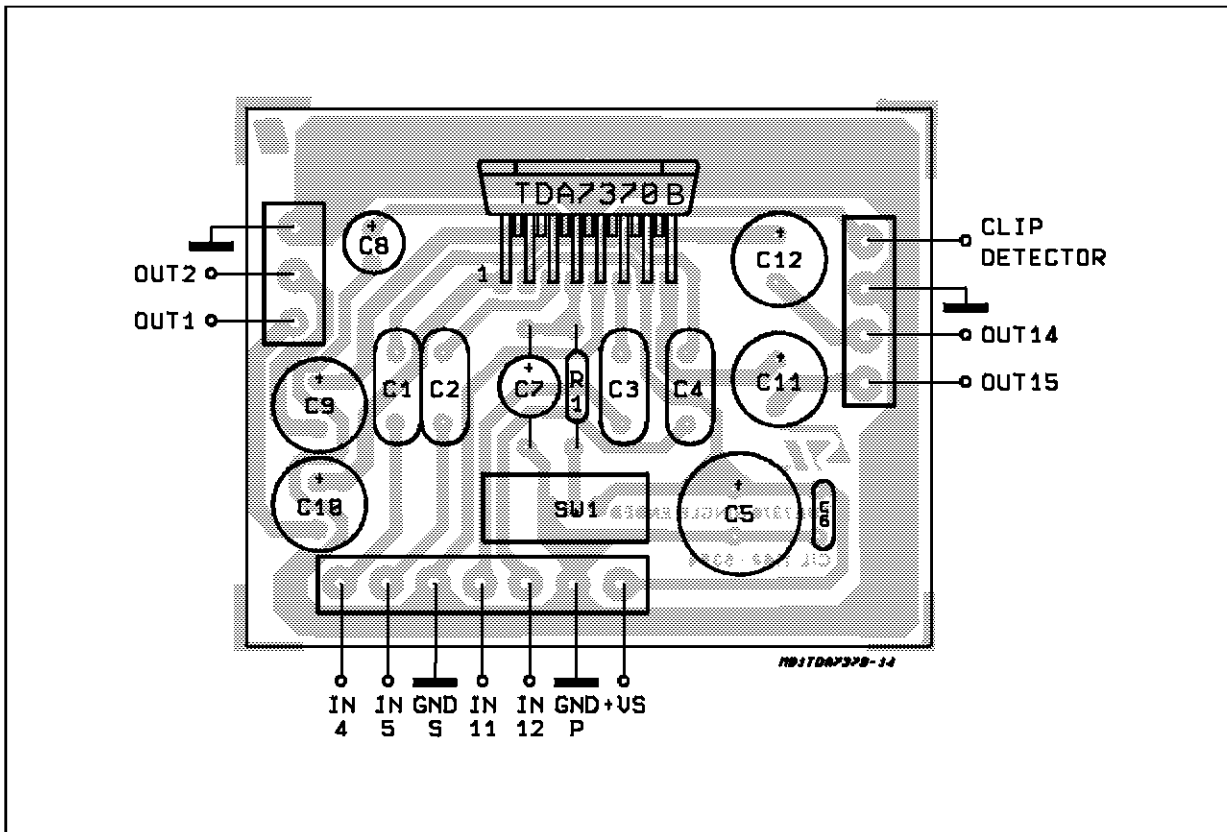 TDA7370B
1
C8
C12
CLIP
DETECTOR
OUT2
OUT1
OUT14
OUT15
C9
C1
C2
C7
R1
C3
C4
C11
C10
SW1
C5
C6
IN
4
IN
5
GND
S
IN
11
IN
12
GND
P
+VS